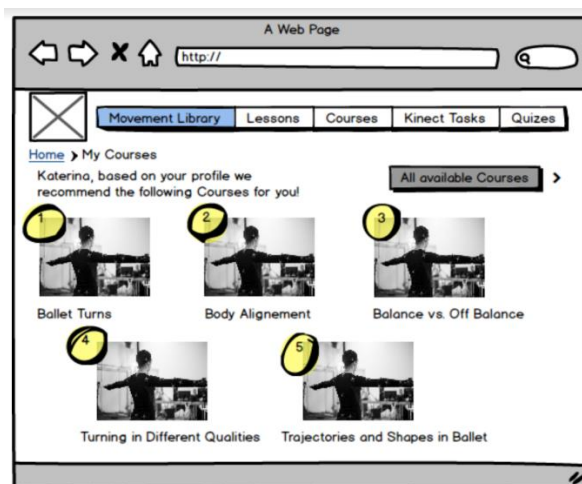 A Web Page
http://
Movement Library Lessons Courses Kinect Tasks Quizes
Home > My Courses
Katerina, based on your profile we
recommend the following Courses for you!
All available Courses >
1 2 3
Ballet Turns Body Alignement Balance vs. Off Balance
4 5
Turning in Different Qualities Trajectories and Shapes in Ballet